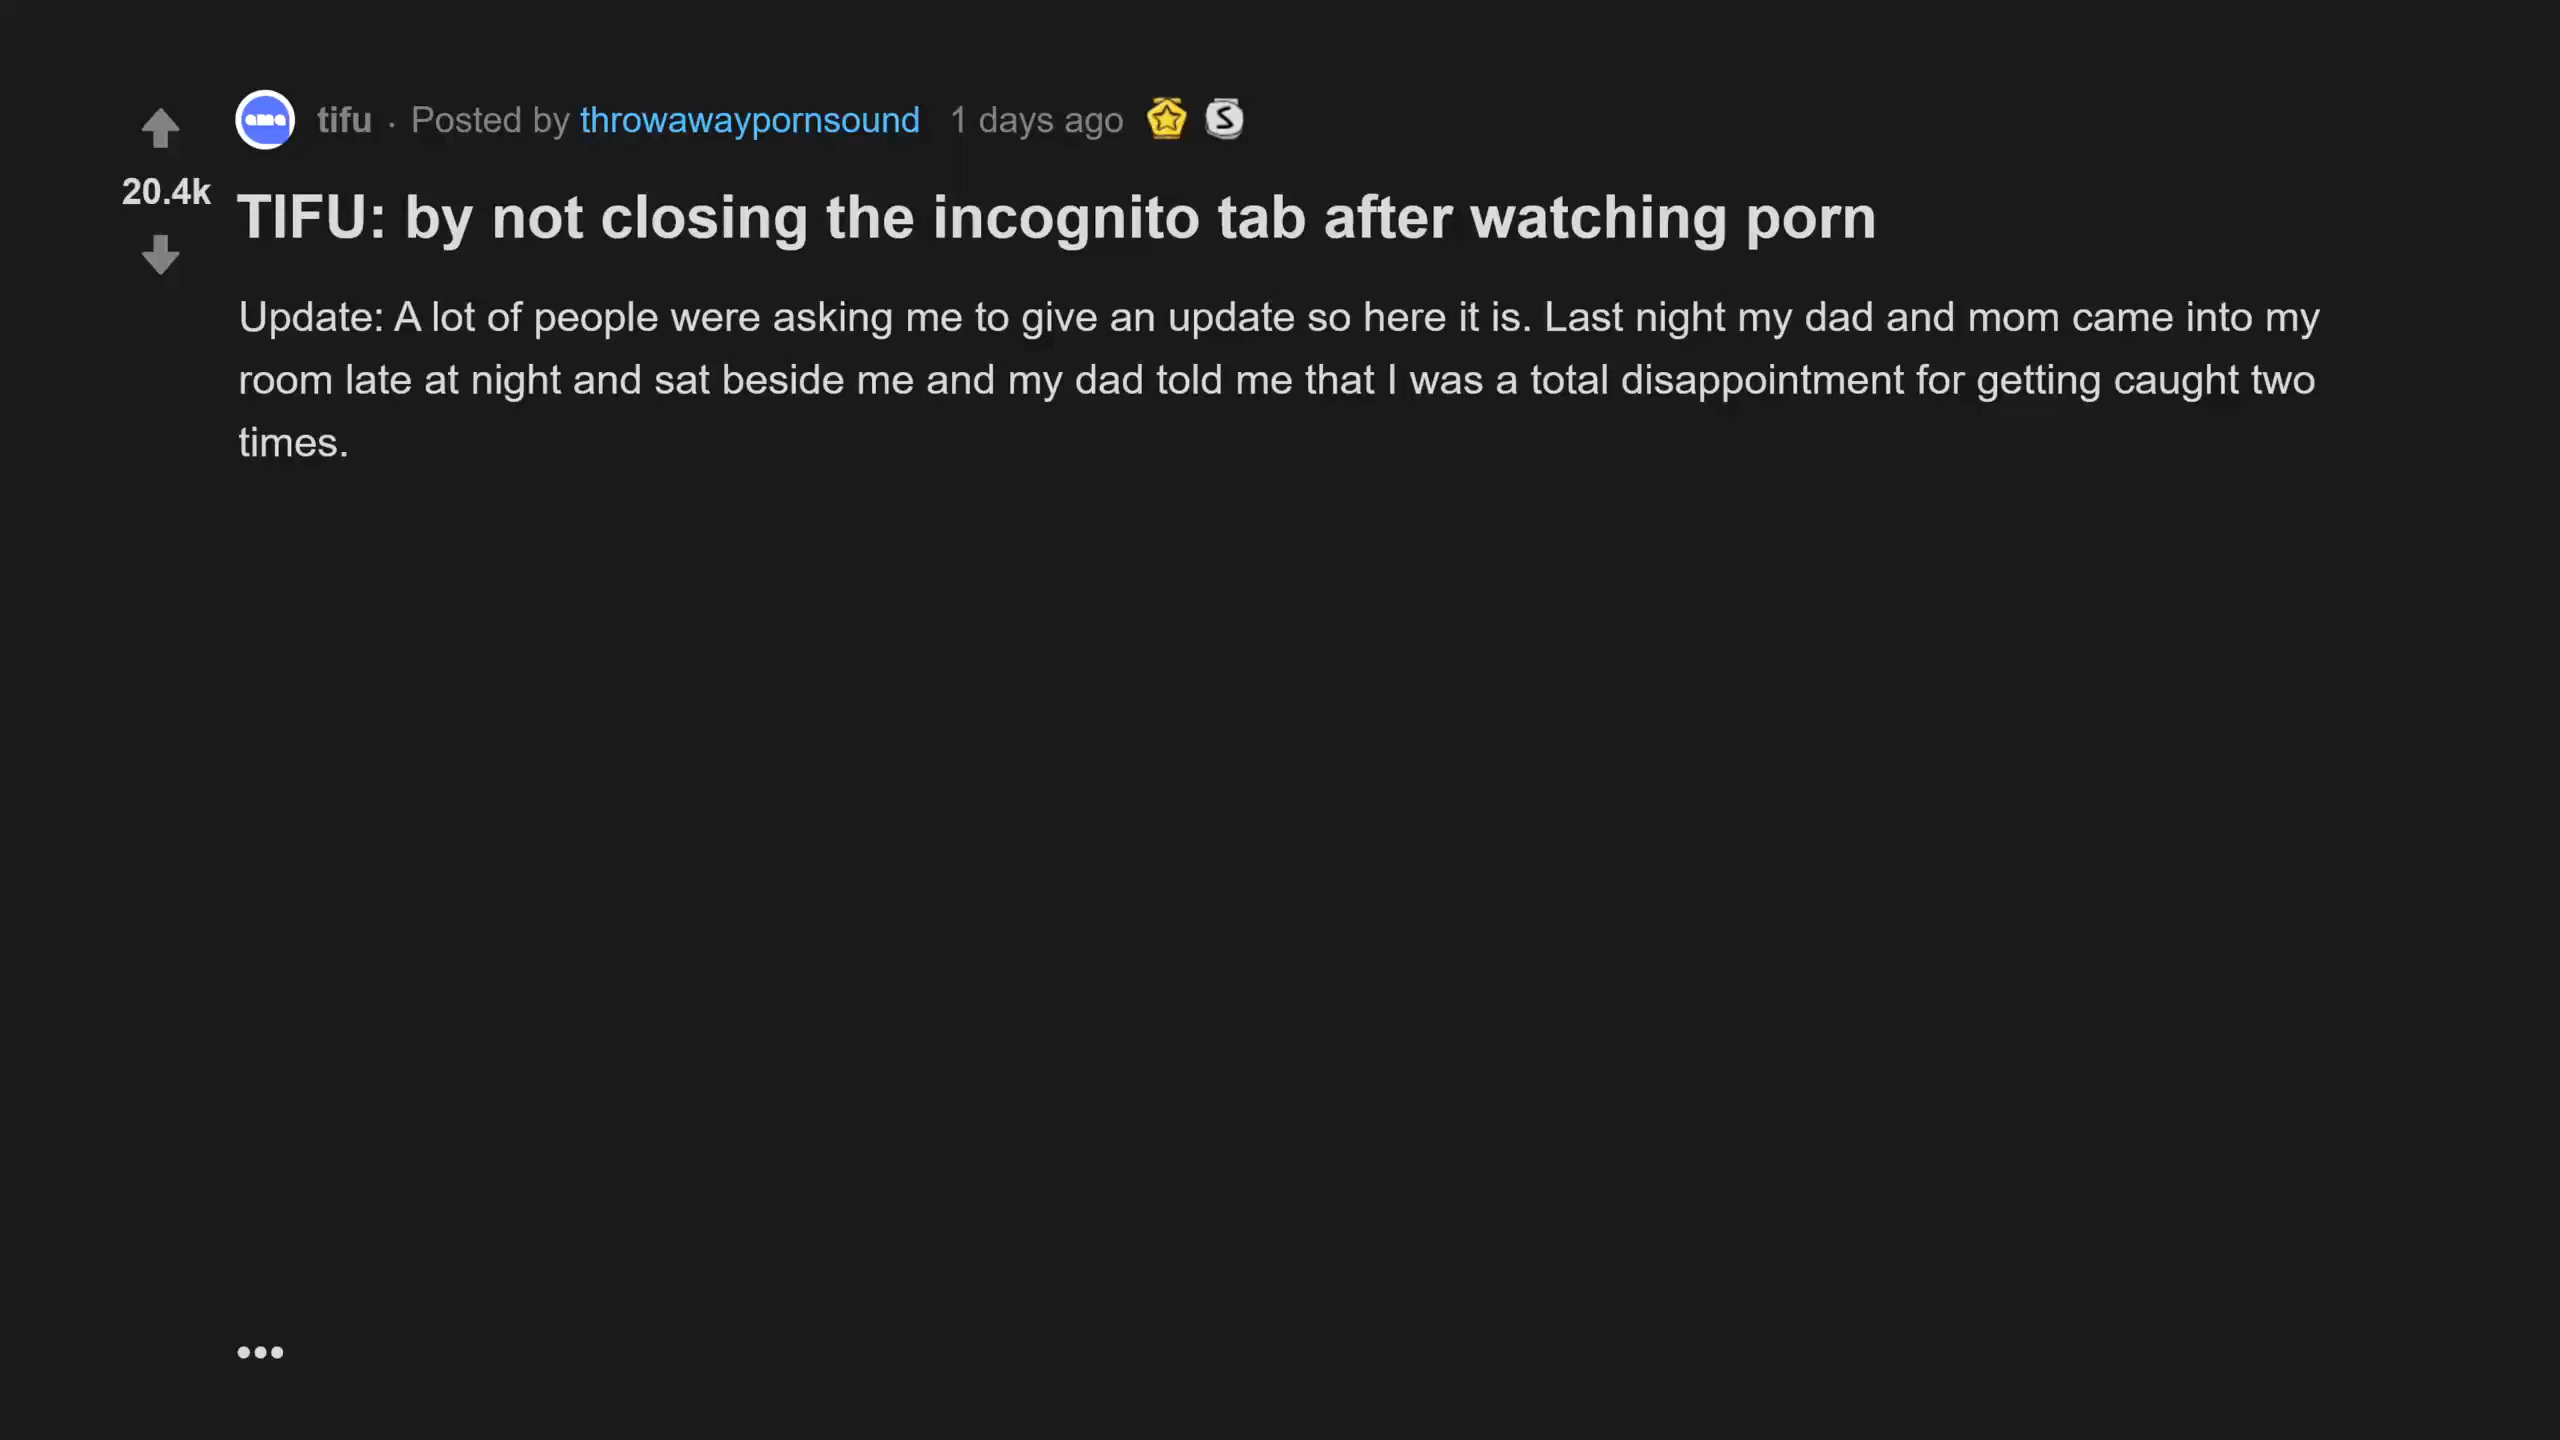 ama tifu · Posted by throwawaypornsound 1 days ago S
20.4k
TIFU: by not closing the incognito tab after watching porn
Update: A lot of people were asking me to give an update so here it is. Last night my dad and mom came into my
room late at night and sat beside me and my dad told me that I was a total disappointment for getting caught two
times.
•••